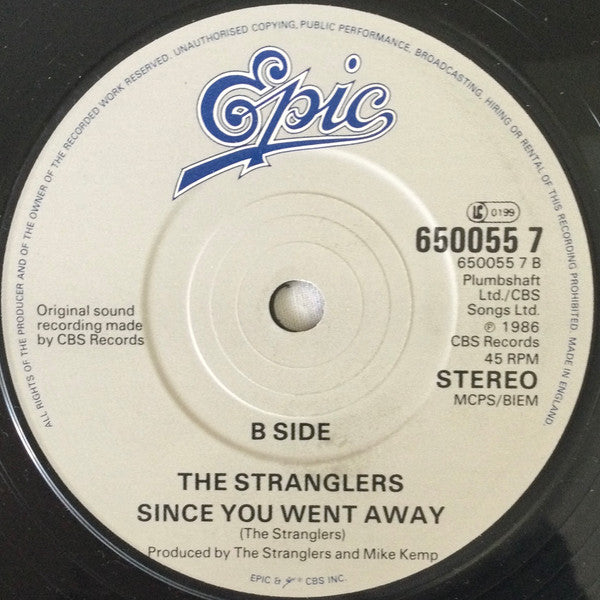 ALL RIGHTS OF THE PRODUCER AND OF THE OWNER OF THE RECORDED WORK RESERVED. UNAUTHORISED COPYING, PUBLIC PERFORMANCE, BROADCASTING, HIRING OR RENTAL OF THIS RECORDING PROHIBITED. MADE IN ENGLAND.
Epic
LC 0199
650055 7
650055 7 B
Plumbshaft
Ltd./CBS
Songs Ltd.
℗ 1986
CBS Records
45 RPM
STEREO
MCPS/BIEM
Original sound
recording made
by CBS Records
B SIDE
THE STRANGLERS
SINCE YOU WENT AWAY
(The Stranglers)
Produced by The Stranglers and Mike Kemp
EPIC & CBS INC.